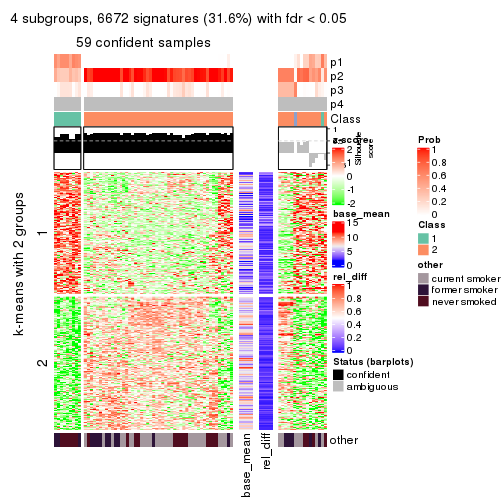 4 subgroups, 6672 signatures (31.6%) with fdr < 0.05
59 confident samples
p1
p2
p3
p4
Class
1
Silhouette score
z-score
2
1
0
-1
-2
base_mean
15
10
5
0
rel_diff
1
0.8
0.6
0.4
0.2
0
Status (barplots)
confident
ambiguous
Prob
1
0.8
0.6
0.4
0.2
0
Class
1
2
other
current smoker
former smoker
never smoked
k-means with 2 groups
1
2
other
base_mean
rel_diff